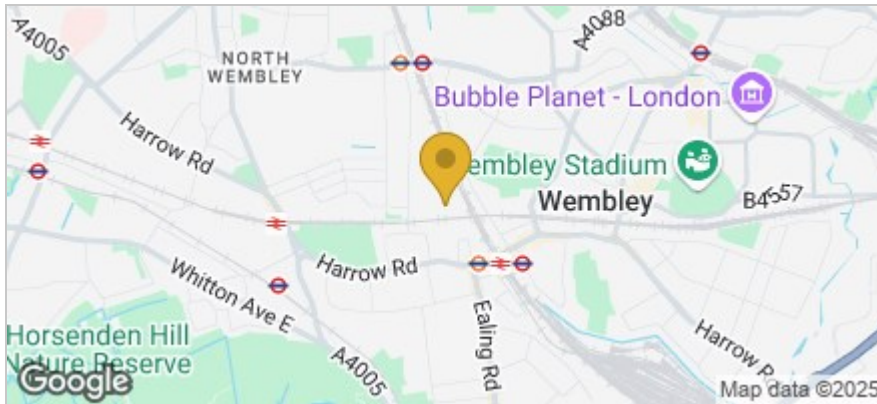 A4005
A4088
NORTH
WEMBLEY
Bubble Planet - London
Harrow Rd
Wembley Stadium
Wembley
B4557
Harrow Rd
Whitton Ave E
Ealing Rd
Harrow Rd
Horsenden Hill
Nature Reserve
A4005
Google
Map data ©2025